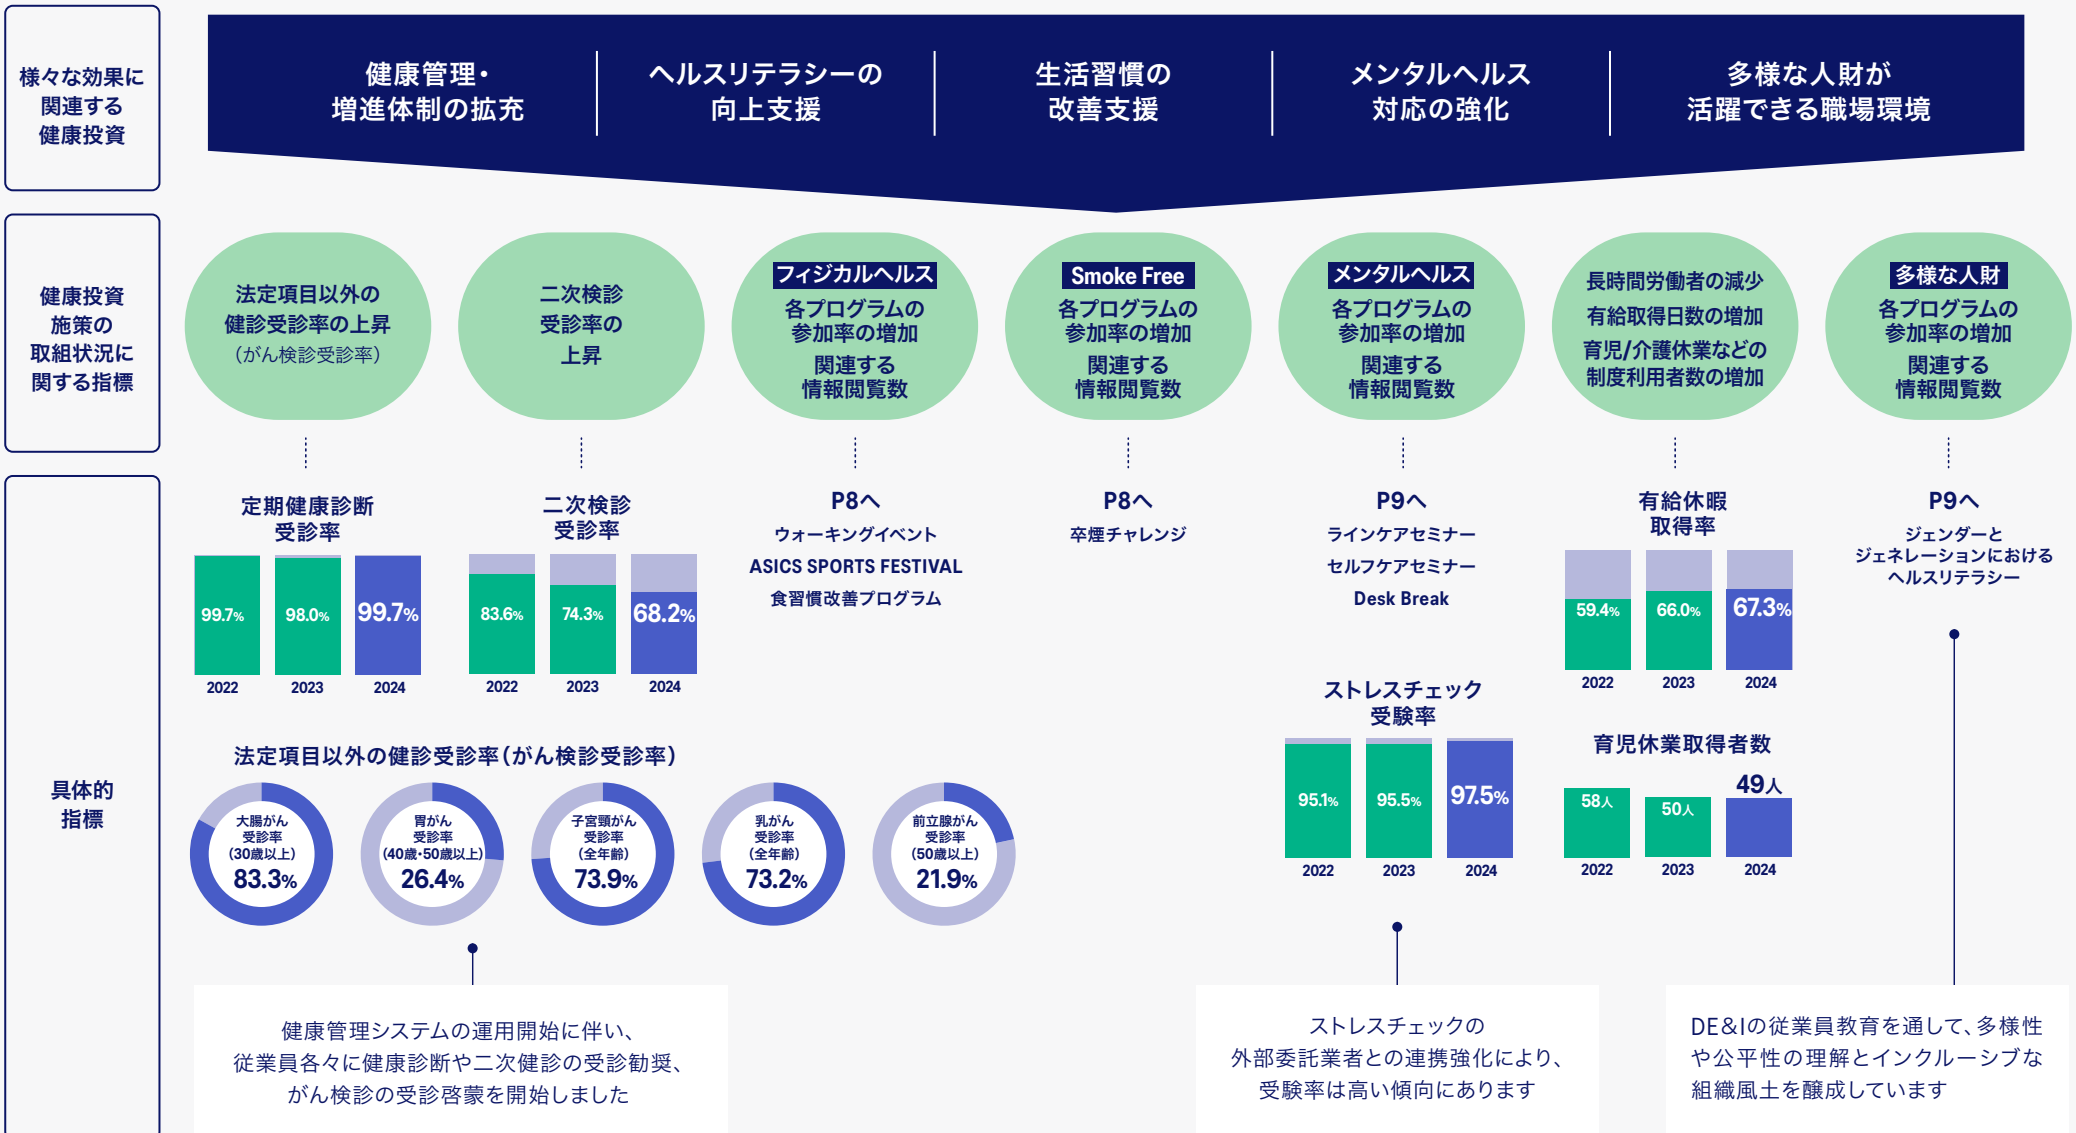 様々な効果に
関連する
健康投資
健康管理・
増進体制の拡充
ヘルスリテラシーの
向上支援
生活習慣の
改善支援
メンタルヘルス
対応の強化
多様な人財が
活躍できる職場環境
健康投資
施策の
取組状況に
関する指標
法定項目以外の
健診受診率の上昇
（がん検診受診率）
二次検診
受診率の
上昇
フィジカルヘルス
各プログラムの
参加率の増加
関連する
情報閲覧数
Smoke Free
各プログラムの
参加率の増加
関連する
情報閲覧数
メンタルヘルス
各プログラムの
参加率の増加
関連する
情報閲覧数
長時間労働者の減少
有給取得日数の増加
育児/介護休業などの
制度利用者数の増加
多様な人財
各プログラムの
参加率の増加
関連する
情報閲覧数
具体的
指標
定期健康診断
受診率
99.7%
98.0%
99.7%
2022
2023
2024
二次検診
受診率
83.6%
74.3%
68.2%
2022
2023
2024
P8へ
ウォーキングイベント
ASICS SPORTS FESTIVAL
食習慣改善プログラム
P8へ
卒煙チャレンジ
P9へ
ラインケアセミナー
セルフケアセミナー
Desk Break
有給休暇
取得率
59.4%
66.0%
67.3%
2022
2023
2024
P9へ
ジェンダーと
ジェネレーションにおける
ヘルスリテラシー
法定項目以外の健診受診率（がん検診受診率）
大腸がん
受診率
（30歳以上）
83.3%
胃がん
受診率
（40歳・50歳以上）
26.4%
子宮頸がん
受診率
（全年齢）
73.9%
乳がん
受診率
（全年齢）
73.2%
前立腺がん
受診率
（50歳以上）
21.9%
ストレスチェック
受験率
95.1%
95.5%
97.5%
2022
2023
2024
育児休業取得者数
58人
50人
49人
2022
2023
2024
健康管理システムの運用開始に伴い、
従業員各々に健康診断や二次健診の受診勧奨、
がん検診の受診啓蒙を開始しました
ストレスチェックの
外部委託業者との連携強化により、
受験率は高い傾向にあります
DE&Iの従業員教育を通して、多様性
や公平性の理解とインクルーシブな
組織風土を醸成しています